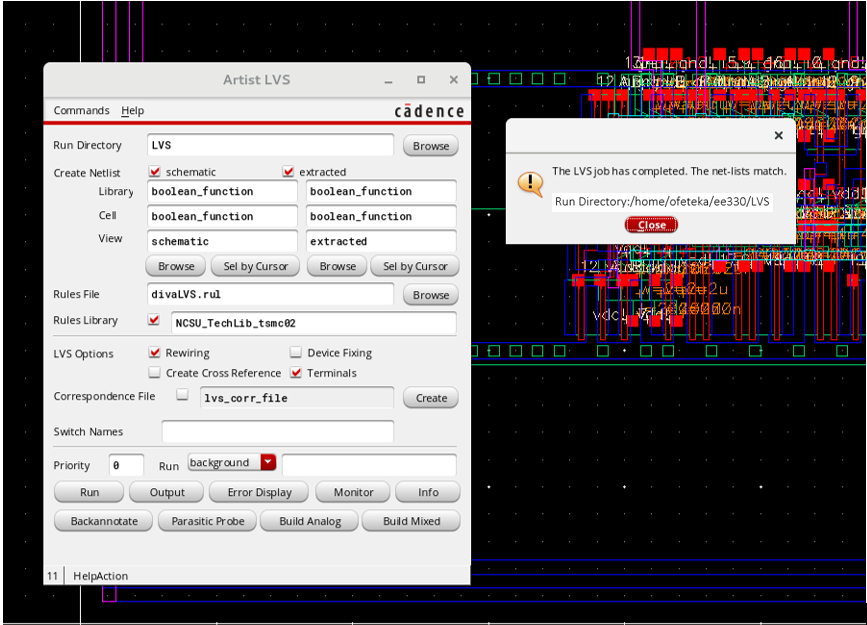 Artist LVS
Commands Help
cādence
Run Directory LVS Browse
Create Netlist schematic extracted
Library boolean_function boolean_function
Cell boolean_function boolean_function
View schematic extracted
Browse Sel by Cursor Browse Sel by Cursor
Rules File divaLVS.rul Browse
Rules Library NCSU_TechLib_tsmc02
LVS Options Rewiring Device Fixing
Create Cross Reference Terminals
Correspondence File lvs_corr_file Create
Switch Names
Priority 0 Run background
Run Output Error Display Monitor Info
Backannotate Parasitic Probe Build Analog Build Mixed
11 HelpAction
The LVS job has completed. The net-lists match.
Run Directory:/home/ofeteka/ee330/LVS
Close